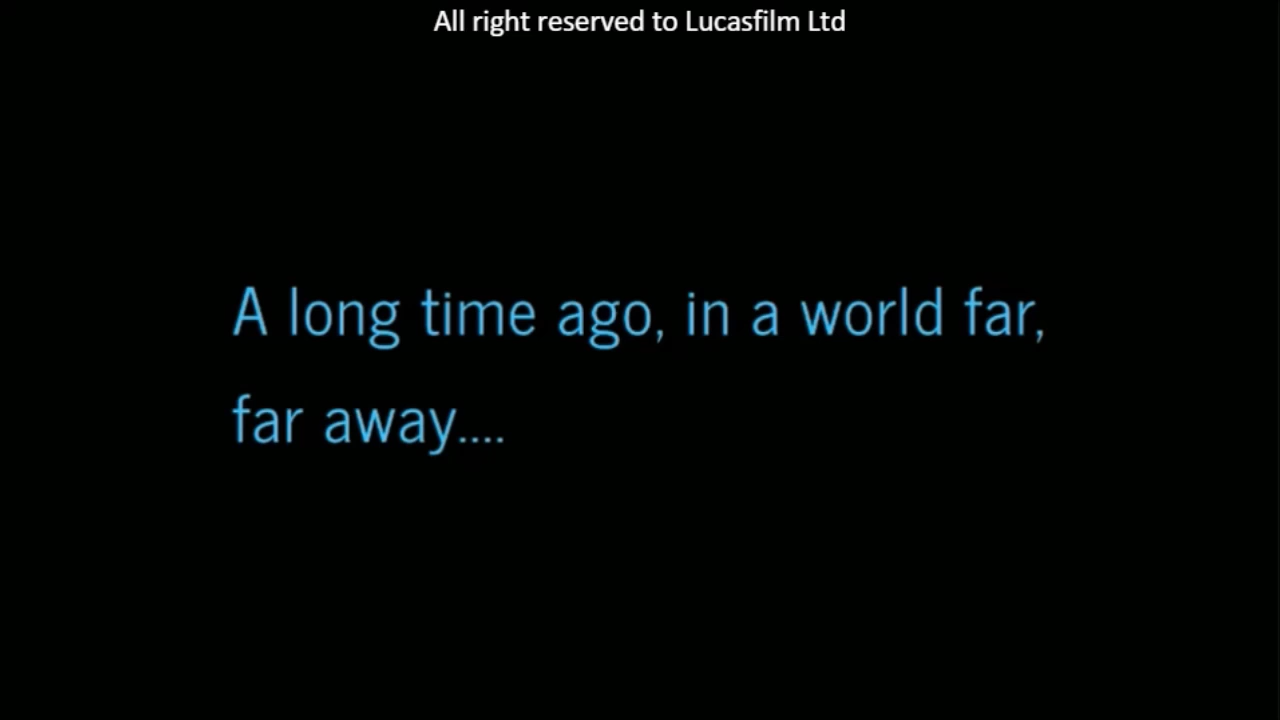 All right reserved to Lucasfilm Ltd
A long time ago, in a world far,
far away....